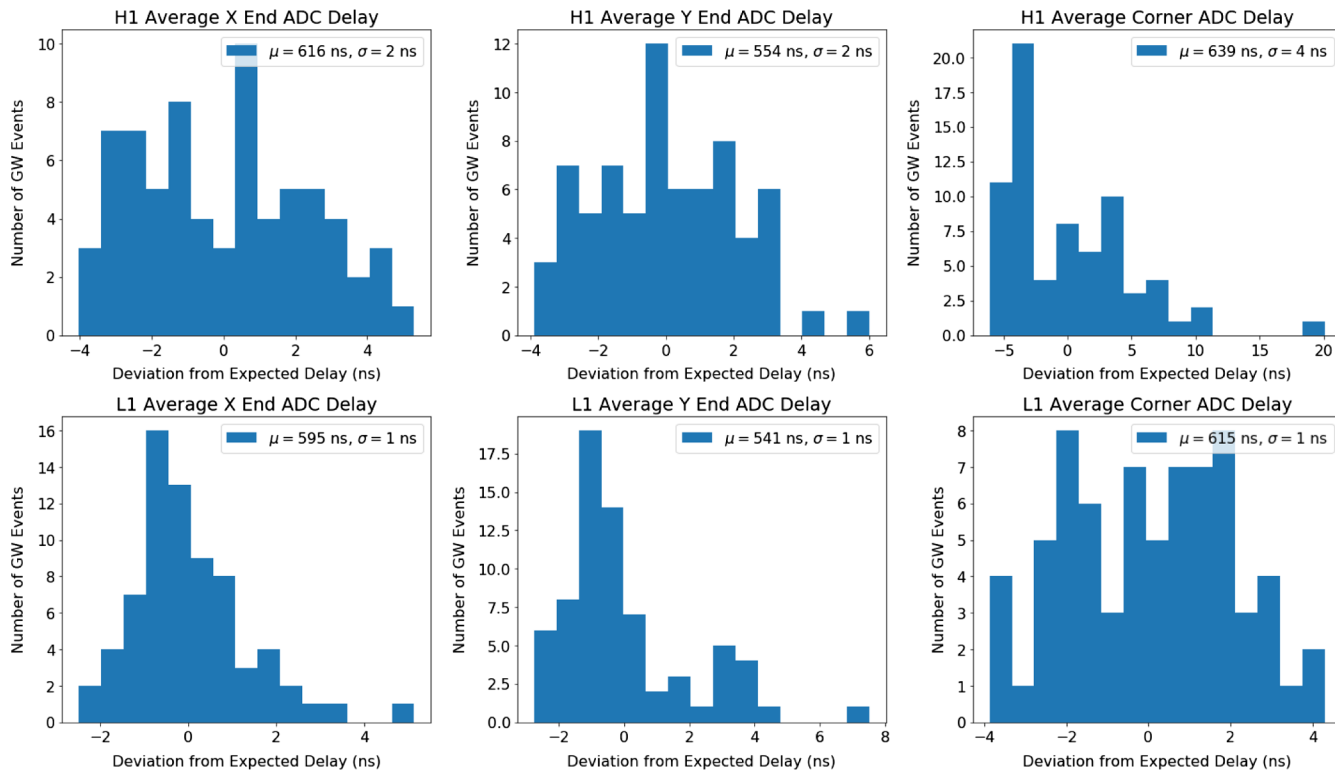 H1 Average X End ADC Delay
μ = 616 ns, σ = 2 ns
Number of GW Events
10
8
6
4
2
0
−4 −2 0 2 4
Deviation from Expected Delay (ns)
H1 Average Y End ADC Delay
μ = 554 ns, σ = 2 ns
Number of GW Events
12
10
8
6
4
2
0
−4 −2 0 2 4 6
Deviation from Expected Delay (ns)
H1 Average Corner ADC Delay
μ = 639 ns, σ = 4 ns
Number of GW Events
20.0
17.5
15.0
12.5
10.0
7.5
5.0
2.5
0.0
−5 0 5 10 15 20
Deviation from Expected Delay (ns)
L1 Average X End ADC Delay
μ = 595 ns, σ = 1 ns
Number of GW Events
16
14
12
10
8
6
4
2
0
−2 0 2 4
Deviation from Expected Delay (ns)
L1 Average Y End ADC Delay
μ = 541 ns, σ = 1 ns
Number of GW Events
17.5
15.0
12.5
10.0
7.5
5.0
2.5
0.0
−2 0 2 4 6 8
Deviation from Expected Delay (ns)
L1 Average Corner ADC Delay
μ = 615 ns, σ = 1 ns
Number of GW Events
8
7
6
5
4
3
2
1
0
−4 −2 0 2 4
Deviation from Expected Delay (ns)